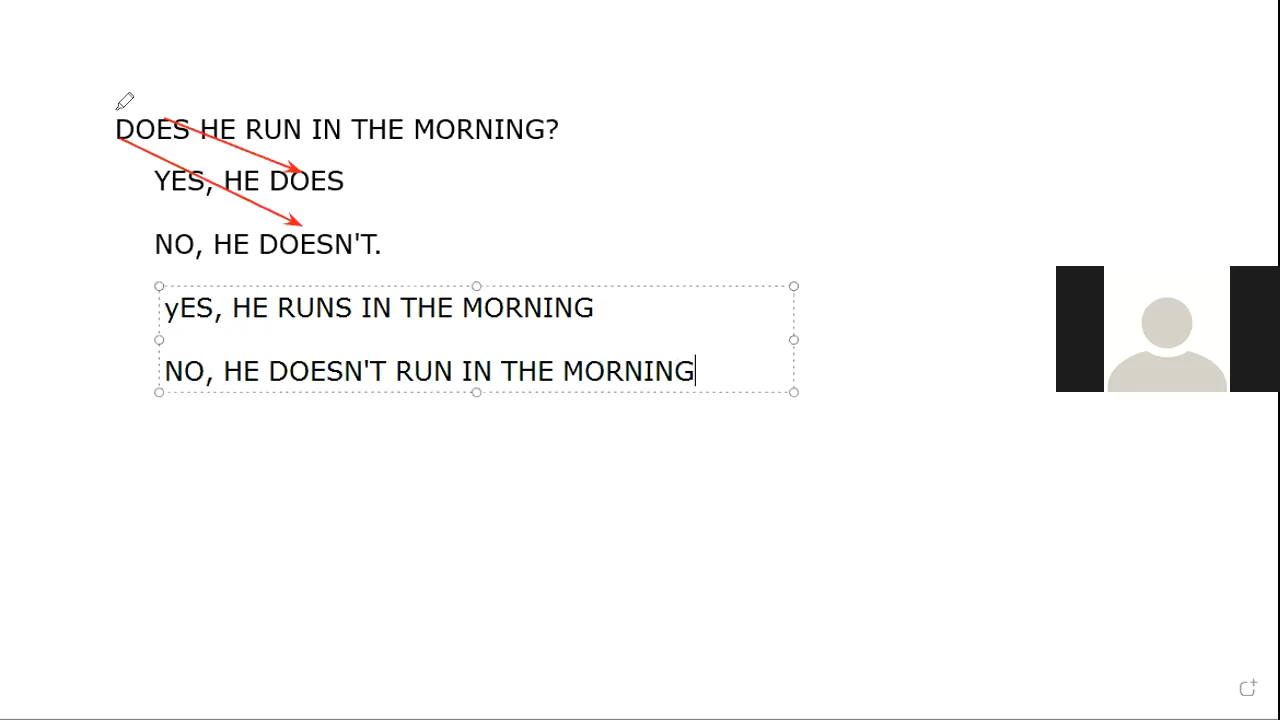 DOES HE RUN IN THE MORNING?
YES, HE DOES
NO, HE DOESN'T.
yES, HE RUNS IN THE MORNING
NO, HE DOESN'T RUN IN THE MORNING